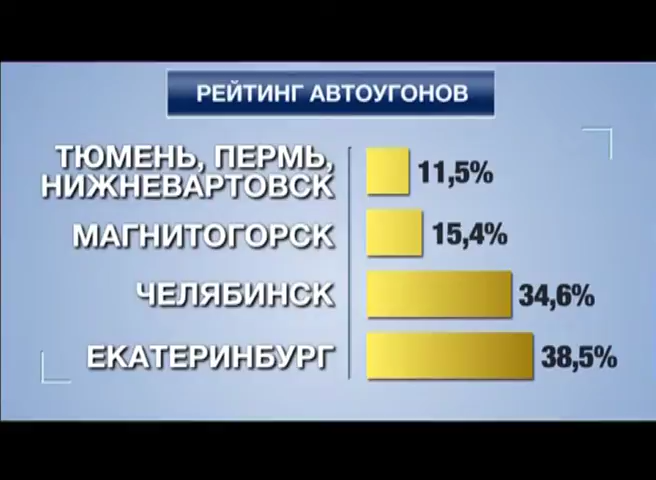 РЕЙТИНГ АВТОУГОНОВ
ТЮМЕНЬ, ПЕРМЬ,
НИЖНЕВАРТОВСК
11,5%
МАГНИТОГОРСК
15,4%
ЧЕЛЯБИНСК
34,6%
ЕКАТЕРИНБУРГ
38,5%